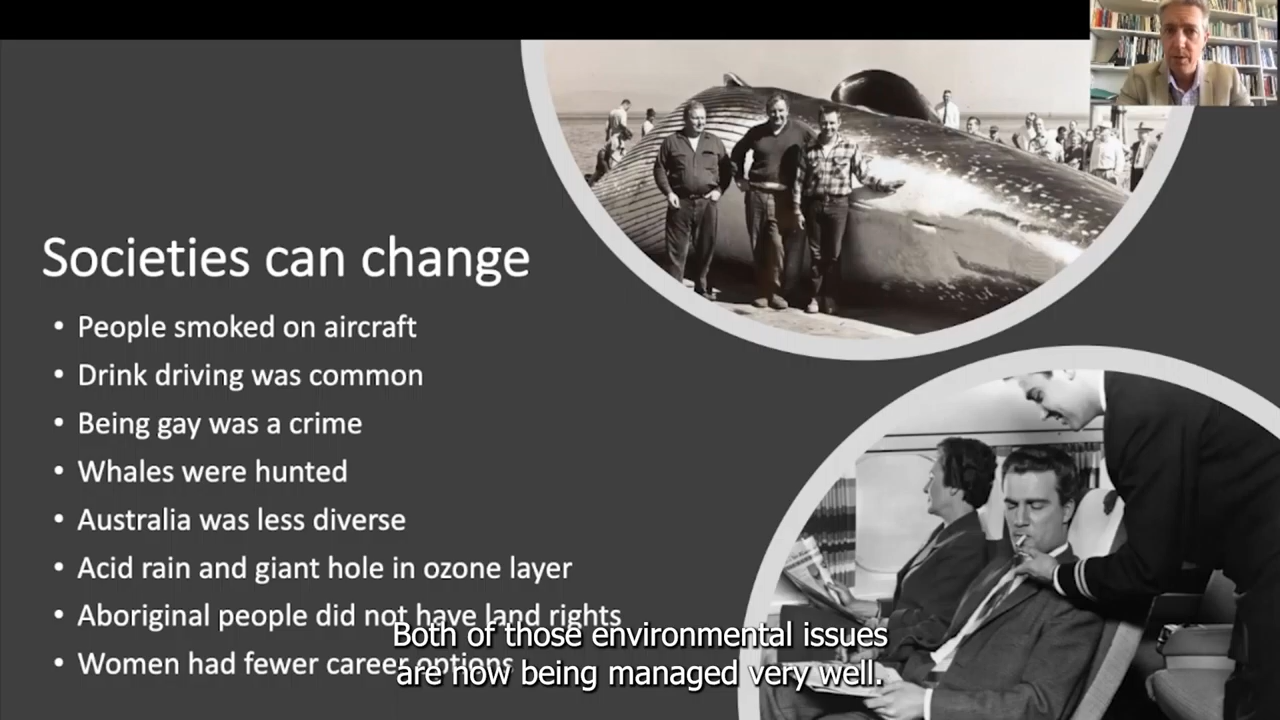 Societies can change
• People smoked on aircraft
• Drink driving was common
• Being gay was a crime
• Whales were hunted
• Australia was less diverse
• Acid rain and giant hole in ozone layer
• Aboriginal people did not have land rights
• Women had fewer career options
Both of those environmental issues
are now being managed very well.